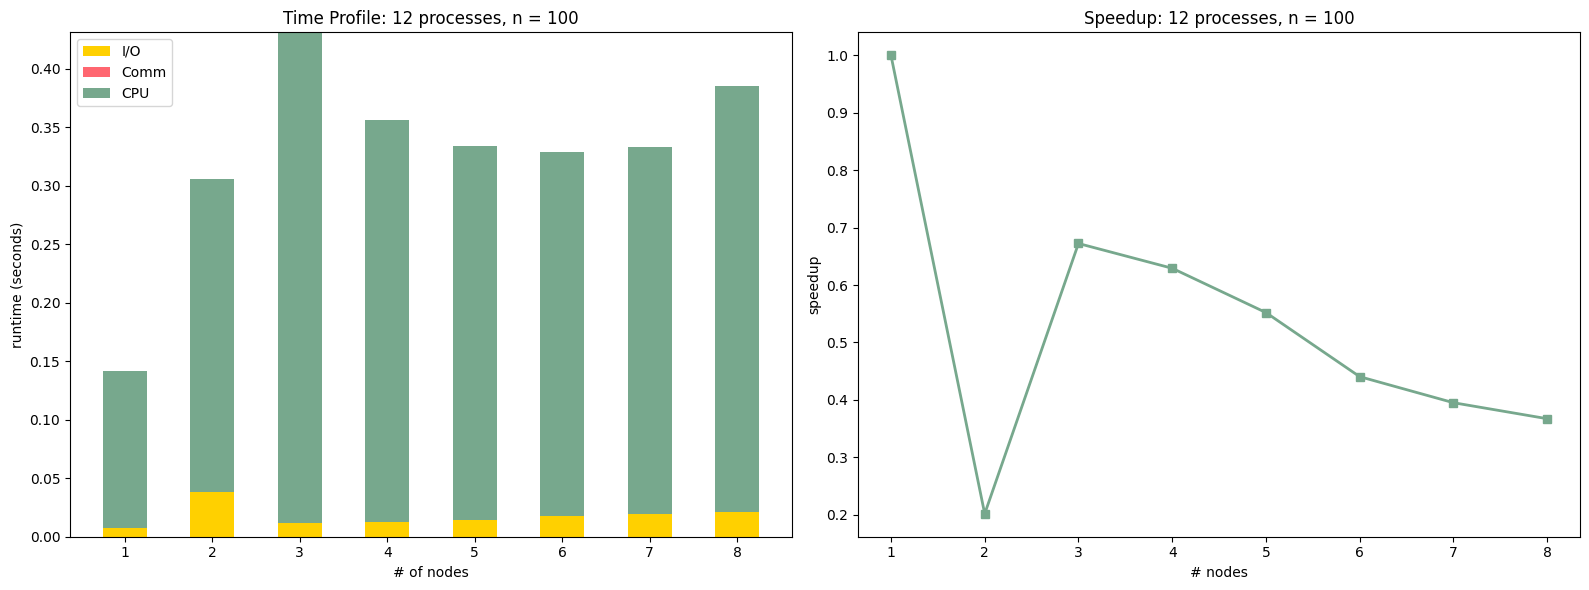 Time Profile: 12 processes, n = 100
I/O
Comm
CPU
0.40
0.35
0.30
0.25
0.20
0.15
0.10
0.05
0.00
runtime (seconds)
1 2 3 4 5 6 7 8
# of nodes
Speedup: 12 processes, n = 100
1.0
0.9
0.8
0.7
0.6
0.5
0.4
0.3
0.2
speedup
1 2 3 4 5 6 7 8
# nodes